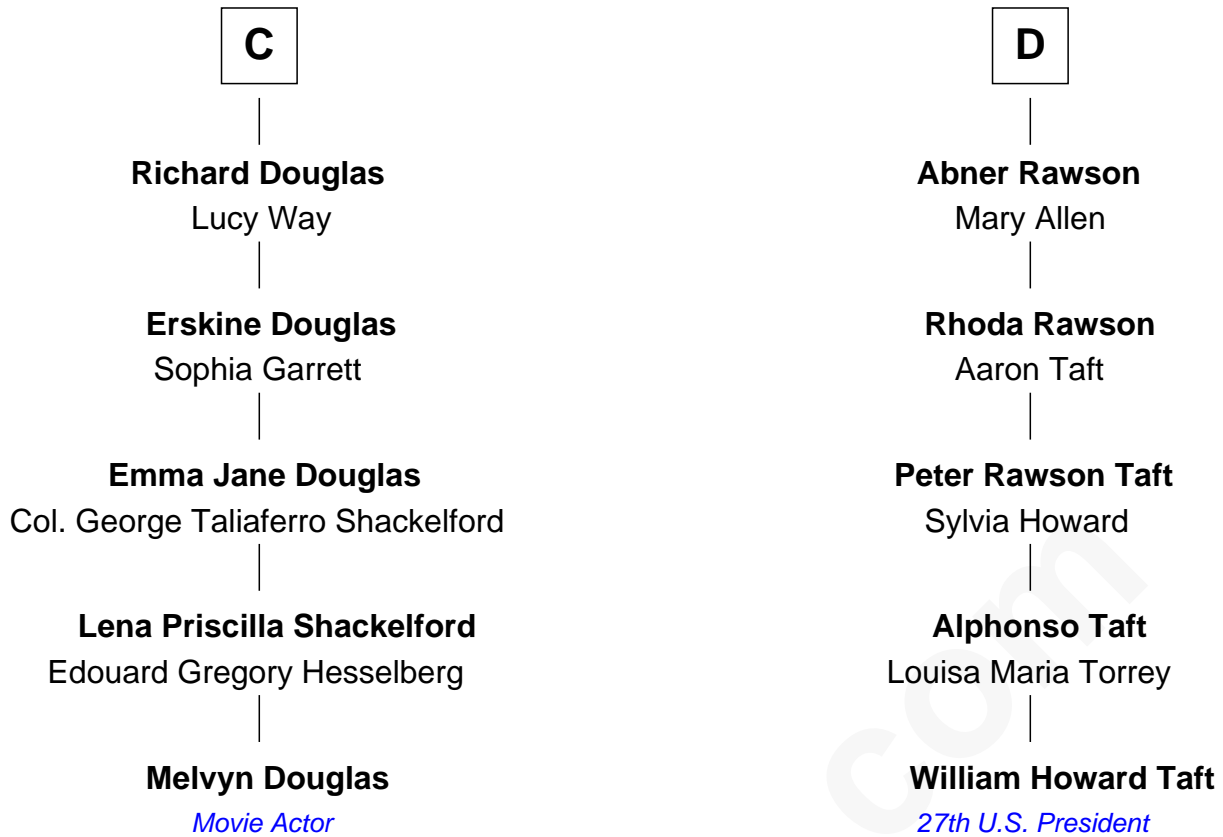 C
Richard Douglas
Lucy Way
Erskine Douglas
Sophia Garrett
Emma Jane Douglas
Col. George Taliaferro Shackelford
Lena Priscilla Shackelford
Edouard Gregory Hesselberg
Melvyn Douglas
Movie Actor
D
Abner Rawson
Mary Allen
Rhoda Rawson
Aaron Taft
Peter Rawson Taft
Sylvia Howard
Alphonso Taft
Louisa Maria Torrey
William Howard Taft
27th U.S. President
com